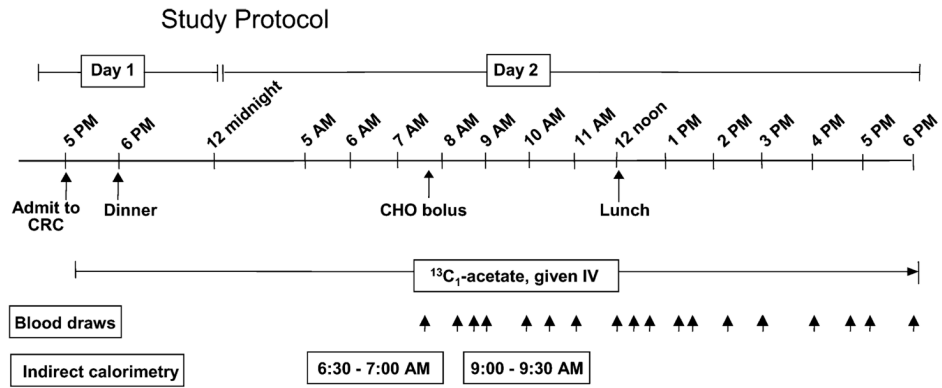 Study Protocol
Day 1
Day 2
5 PM
6 PM
12 midnight
5 AM
6 AM
7 AM
8 AM
9 AM
10 AM
11 AM
12 noon
1 PM
2 PM
3 PM
4 PM
5 PM
6 PM
Admit to
CRC
Dinner
CHO bolus
Lunch
¹³C₁-acetate, given IV
Blood draws
Indirect calorimetry
6:30 - 7:00 AM
9:00 - 9:30 AM